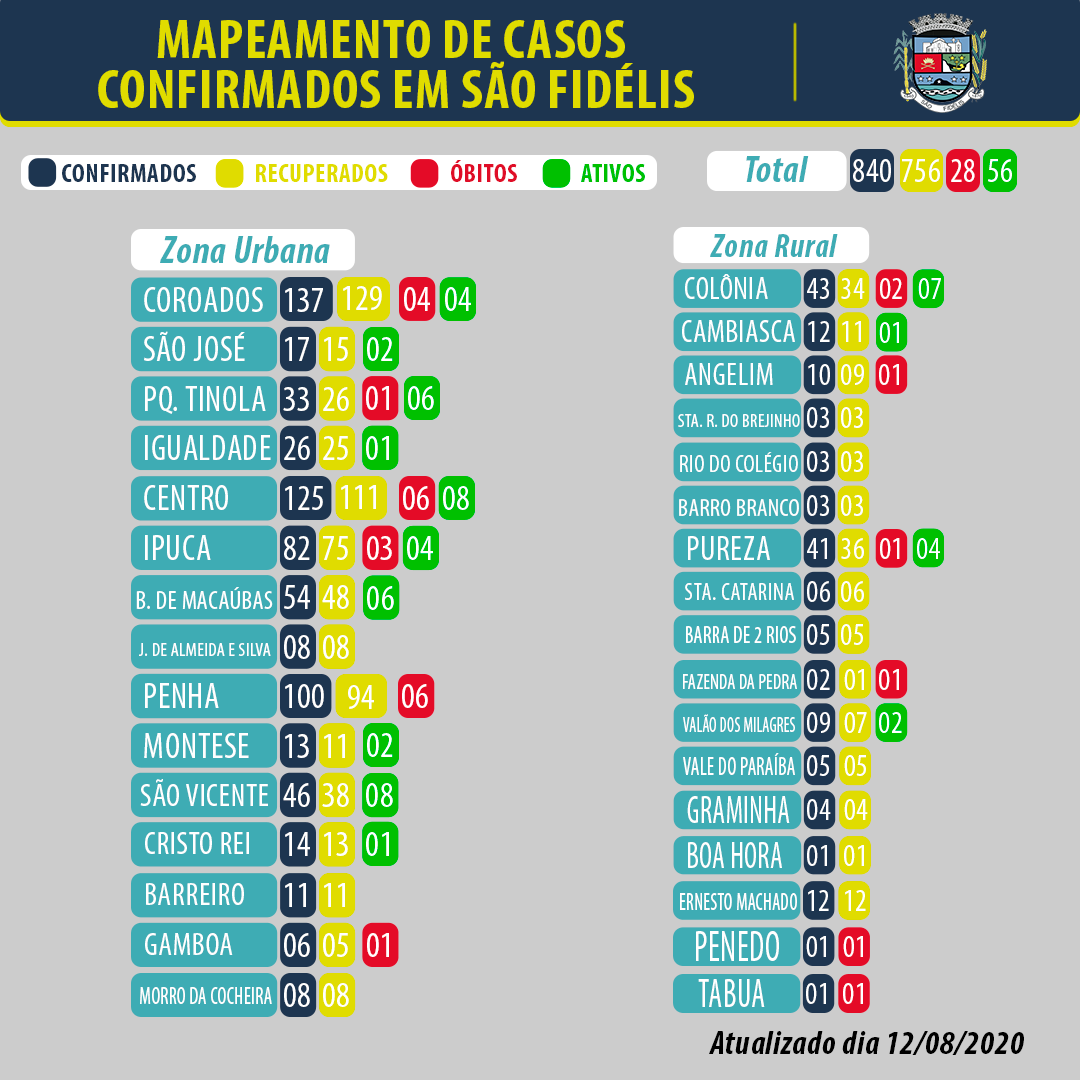 MAPEAMENTO DE CASOS
CONFIRMADOS EM SÃO FIDÉLIS
SÃO FIDÉLIS
CONFIRMADOS RECUPERADOS ÓBITOS ATIVOS
Total 840 756 28 56
Zona Urbana
COROADOS 137 129 04 04
SÃO JOSÉ 17 15 02
PQ. TINOLA 33 26 01 06
IGUALDADE 26 25 01
CENTRO 125 111 06 08
IPUCA 82 75 03 04
B. DE MACAÚBAS 54 48 06
J. DE ALMEIDA E SILVA 08 08
PENHA 100 94 06
MONTESE 13 11 02
SÃO VICENTE 46 38 08
CRISTO REI 14 13 01
BARREIRO 11 11
GAMBOA 06 05 01
MORRO DA COCHEIRA 08 08
Zona Rural
COLÔNIA 43 34 02 07
CAMBIASCA 12 11 01
ANGELIM 10 09 01
STA. R. DO BREJINHO 03 03
RIO DO COLÉGIO 03 03
BARRO BRANCO 03 03
PUREZA 41 36 01 04
STA. CATARINA 06 06
BARRA DE 2 RIOS 05 05
FAZENDA DA PEDRA 02 01 01
VALÃO DOS MILAGRES 09 07 02
VALE DO PARAÍBA 05 05
GRAMINHA 04 04
BOA HORA 01 01
ERNESTO MACHADO 12 12
PENEDO 01 01
TABUA 01 01
Atualizado dia 12/08/2020